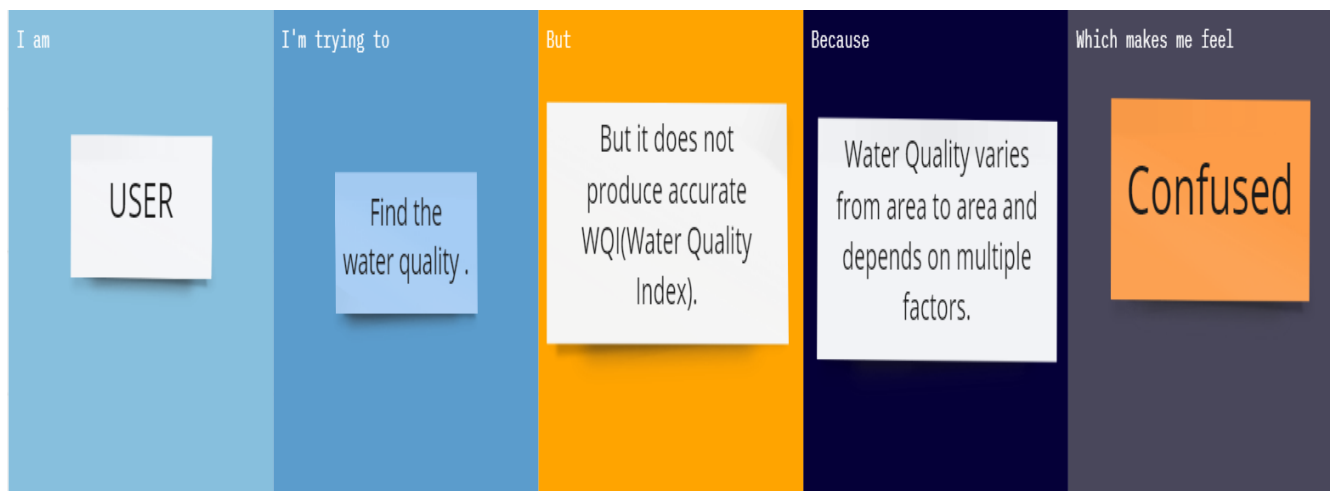 I am
USER
I'm trying to
Find the
water quality .
But
But it does not
produce accurate
WQI(Water Quality
Index).
Because
Water Quality varies
from area to area and
depends on multiple
factors.
Which makes me feel
Confused